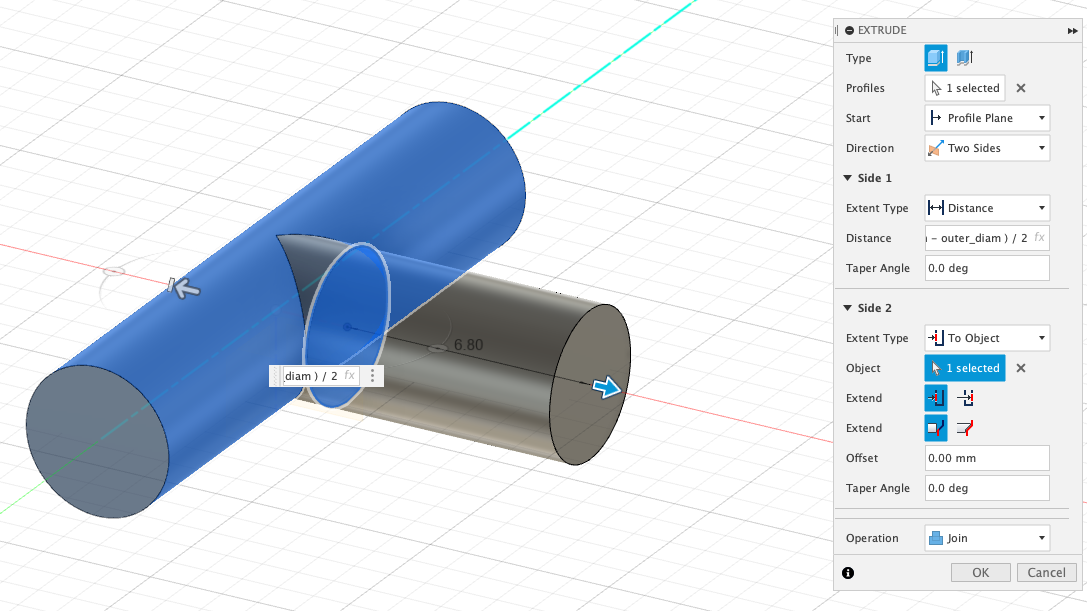 EXTRUDE
Type
Profiles 1 selected
Start Profile Plane
Direction Two Sides
Side 1
Extent Type Distance
Distance - outer_diam ) / 2 fx
Taper Angle 0.0 deg
Side 2
Extent Type To Object
Object 1 selected
Extend
Extend
Offset 0.00 mm
Taper Angle 0.0 deg
Operation Join
OK Cancel
6.80
diam ) / 2 fx